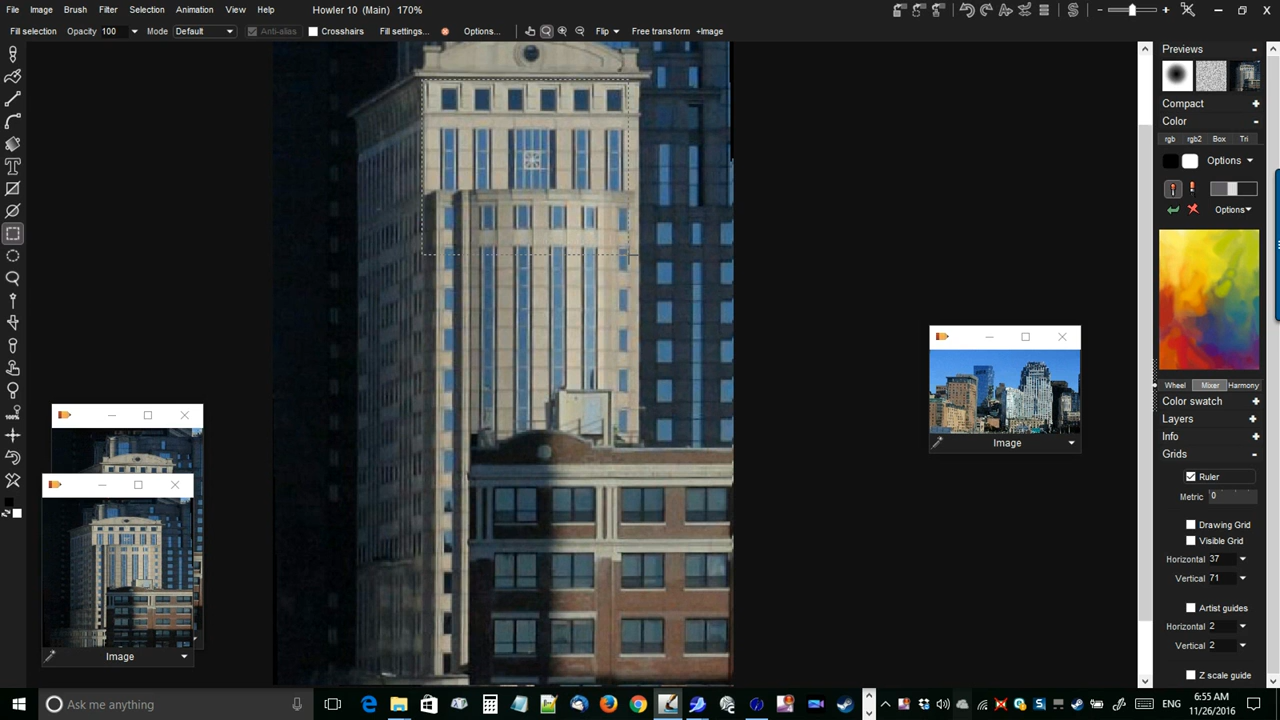 File Image Brush Filter Selection Animation View Help Howler 10 (Main) 170%
Fill selection Opacity 100 Mode Default Anti-alias Crosshairs Fill settings... Options... Flip Free transform +Image
Previews
Compact
Color
rgb rgb2 Box Tri
Options
Options
Wheel Mixer Harmony
Color swatch
Layers
Info
Grids
Ruler
Metric 0
Drawing Grid
Visible Grid
Horizontal 37
Vertical 71
Artist guides
Horizontal 2
Vertical 2
Z scale guide
100%
Image
Image
Ask me anything
ENG
6:55 AM
11/26/2016